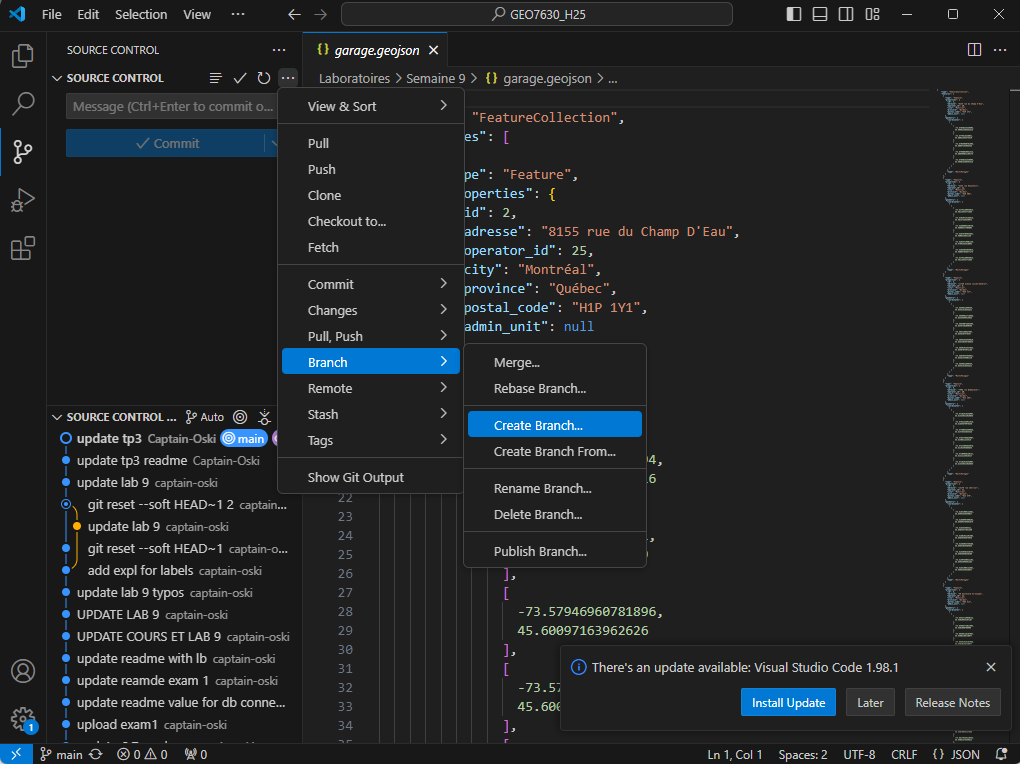 File Edit Selection View ··· GEO7630_H25
SOURCE CONTROL ···
{} garage.geojson
SOURCE CONTROL ···
Laboratoires > Semaine 9 > {} garage.geojson > ...
Message (Ctrl+Enter to commit o...
Commit
View & Sort
Pull
Push
Clone
Checkout to...
Fetch
Commit
Changes
Pull, Push
Branch
Remote
Stash
Tags
Show Git Output
Merge...
Rebase Branch...
Create Branch...
Create Branch From...
Rename Branch...
Delete Branch...
Publish Branch...
"FeatureCollection",
es": [
pe": "Feature",
operties": {
id": 2,
adresse": "8155 rue du Champ D'Eau",
operator_id": 25,
city": "Montréal",
province": "Québec",
postal_code": "H1P 1Y1",
admin_unit": null
4,
6
22
23
24
25
26 ],
27 [
28 -73.57946960781896,
29 45.60097163962626
30 ],
31 [
32 -73.57
33 45.600
34 ],
35 [
SOURCE CONTROL ... Auto
update tp3 Captain-Oski main
update tp3 readme Captain-Oski
update lab 9 captain-oski
git reset --soft HEAD~1 2 captain...
update lab 9 captain-oski
git reset --soft HEAD~1 captain-o...
add expl for labels captain-oski
update lab 9 typos captain-oski
UPDATE LAB 9 captain-oski
UPDATE COURS ET LAB 9 captain-oski
update readme with lb captain-oski
update reamde exam 1 captain-oski
update readme value for db conne...
upload exam1 captain-oski
There's an update available: Visual Studio Code 1.98.1
Install Update Later Release Notes
1
main 0 0 0 Ln 1, Col 1 Spaces: 2 UTF-8 CRLF {} JSON